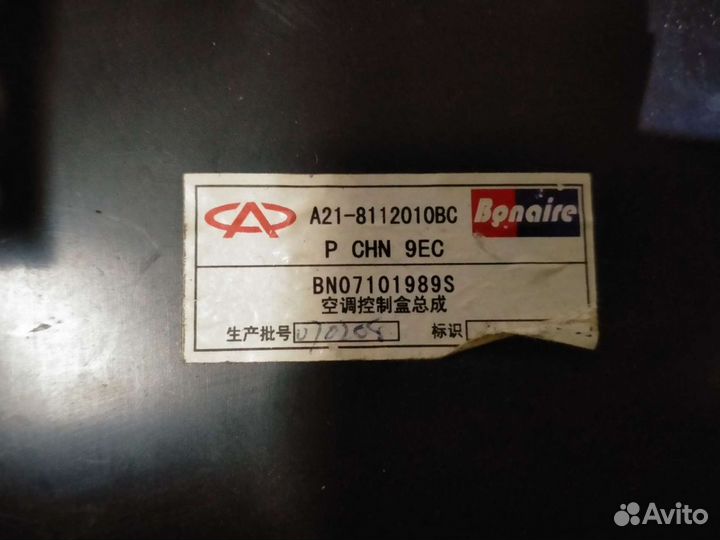 A21-8112010BC
Bonaire
P CHN 9EC
BN07101989S
空调控制盒总成
生产批号
标识
Avito